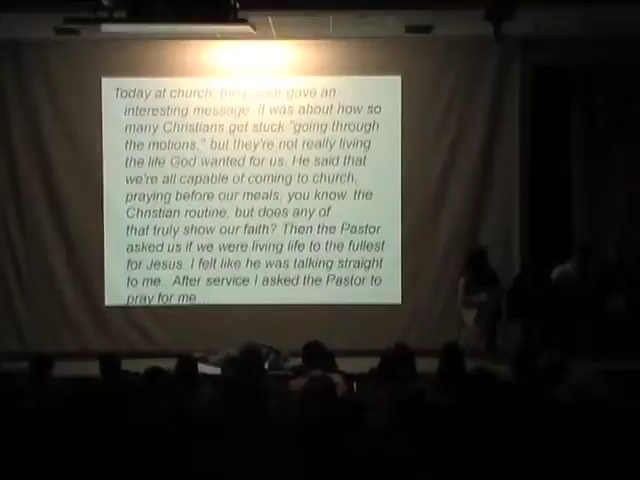 Today at church, the pastor gave an
interesting message. It was about how so
many Christians get stuck "going through
the motions," but they're not really living
the life God wanted for us. He said that
we're all capable of coming to church,
praying before our meals, you know, the
Christian routine, but does any of
that truly show our faith? Then the Pastor
asked us if we were living life to the fullest
for Jesus. I felt like he was talking straight
to me. After service I asked the Pastor to
pray for me...